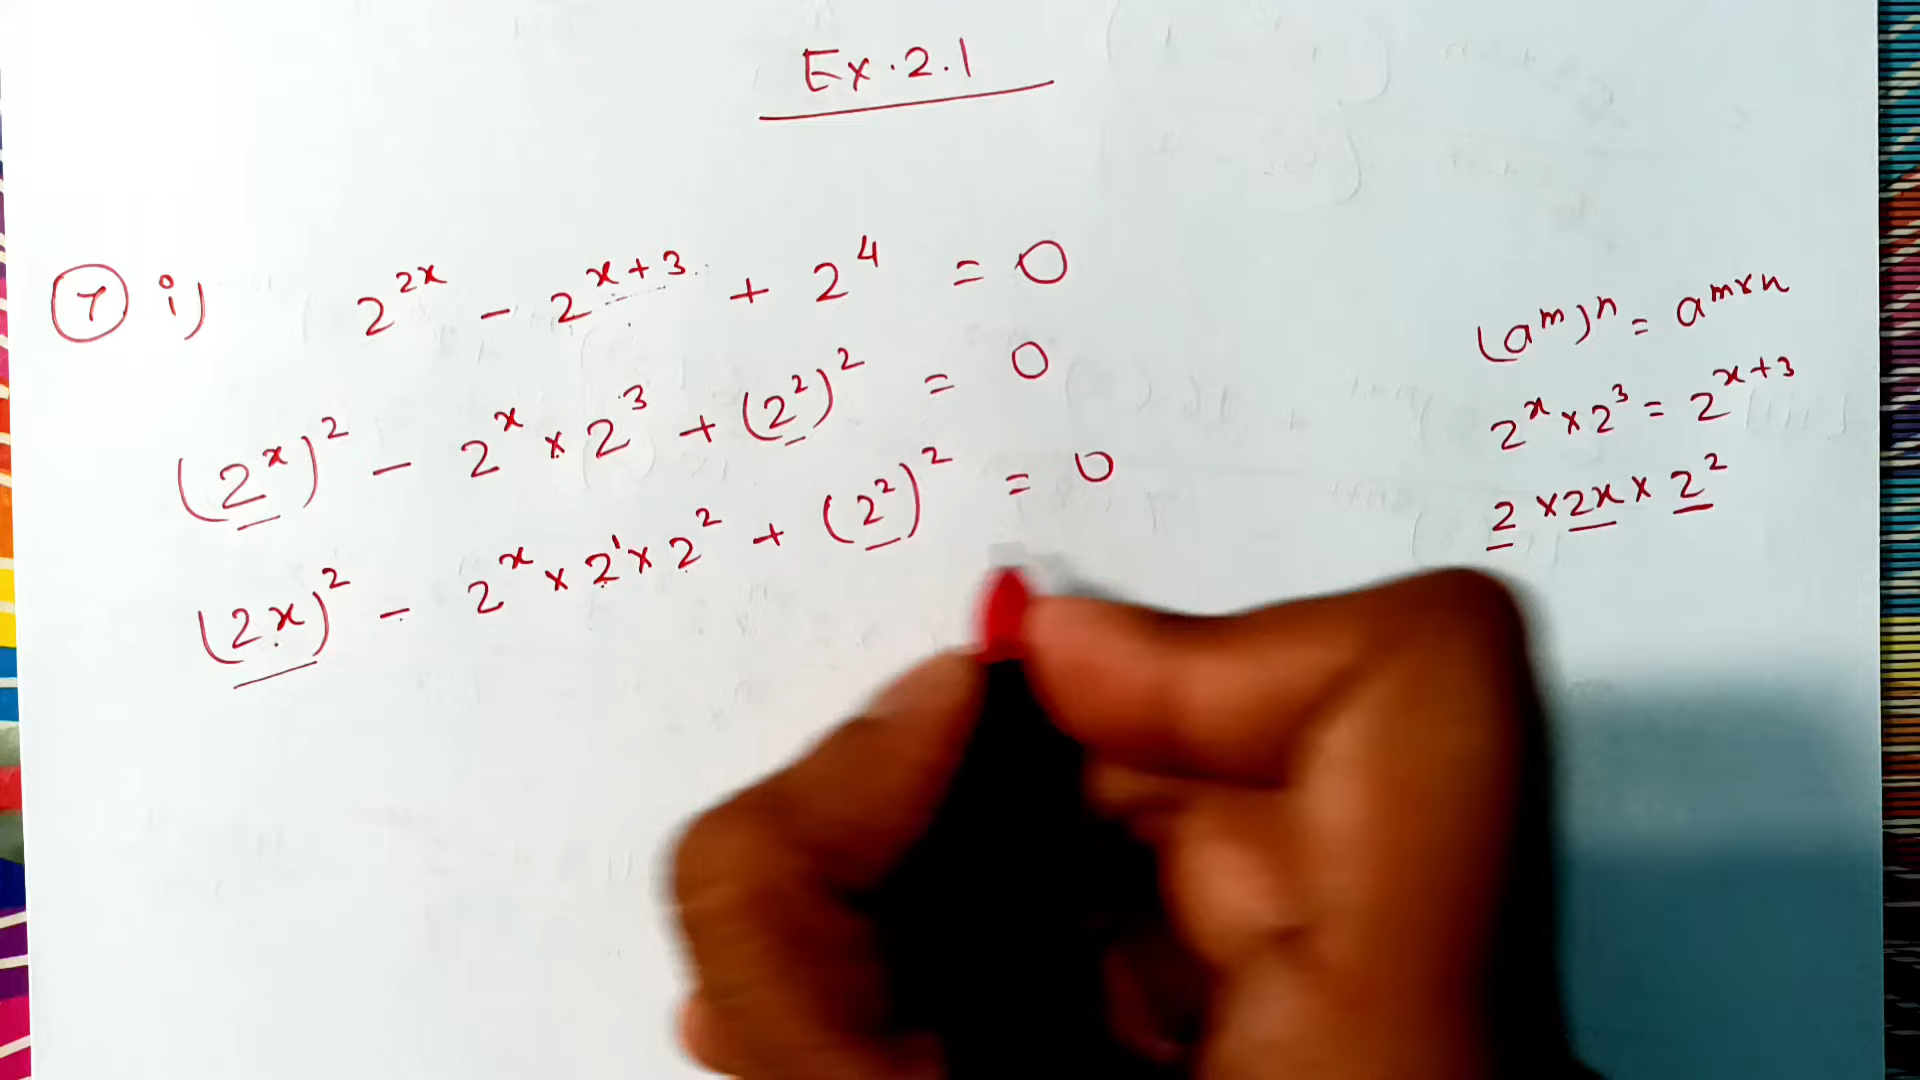 Ex.2.1
7 i) 2^{2x} - 2^{x+3} + 2^4 = 0
(2^x)^2 - 2^x × 2^3 + (2^2)^2 = 0
(2x)^2 - 2^x × 2^1 × 2^2 + (2^2)^2 = 0
(a^m)^n = a^{m×n}
2^x × 2^3 = 2^{x+3}
2 × 2x × 2^2